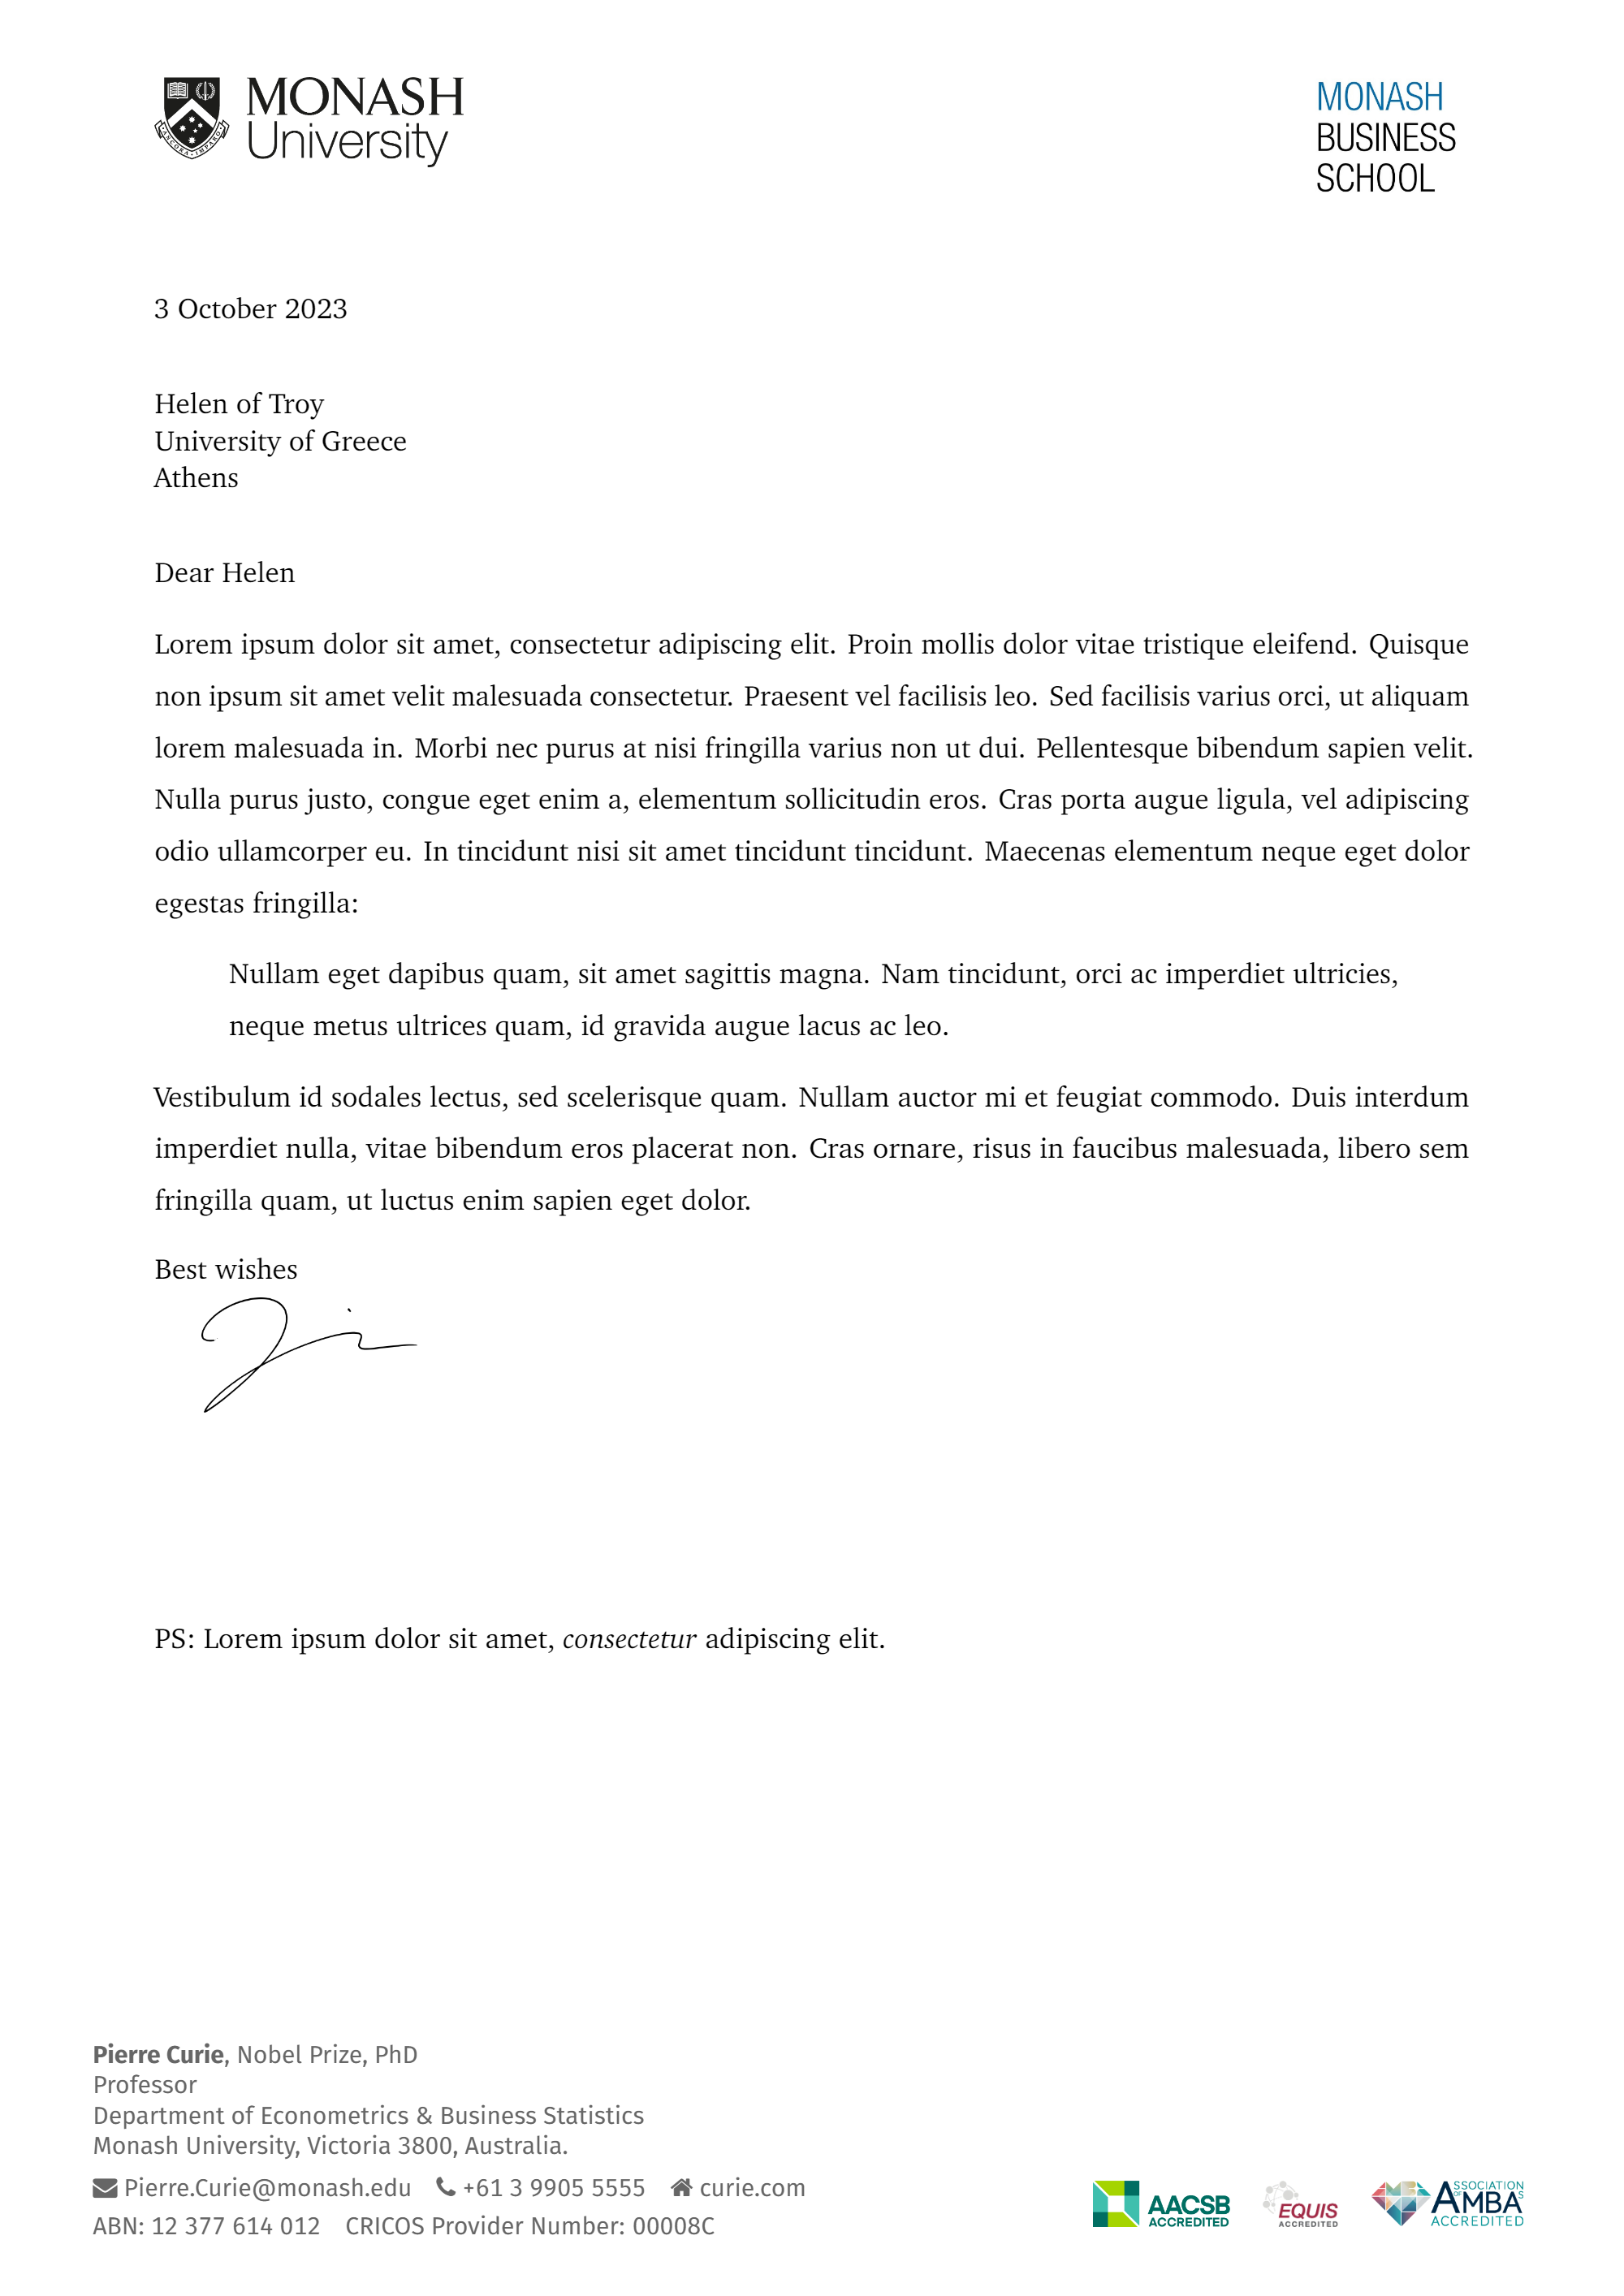 MONASH
University
ANCORA IMPARO
MONASH
BUSINESS
SCHOOL
3 October 2023
Helen of Troy
University of Greece
Athens
Dear Helen
Lorem ipsum dolor sit amet, consectetur adipiscing elit. Proin mollis dolor vitae tristique eleifend. Quisque
non ipsum sit amet velit malesuada consectetur. Praesent vel facilisis leo. Sed facilisis varius orci, ut aliquam
lorem malesuada in. Morbi nec purus at nisi fringilla varius non ut dui. Pellentesque bibendum sapien velit.
Nulla purus justo, congue eget enim a, elementum sollicitudin eros. Cras porta augue ligula, vel adipiscing
odio ullamcorper eu. In tincidunt nisi sit amet tincidunt tincidunt. Maecenas elementum neque eget dolor
egestas fringilla:
Nullam eget dapibus quam, sit amet sagittis magna. Nam tincidunt, orci ac imperdiet ultricies,
neque metus ultrices quam, id gravida augue lacus ac leo.
Vestibulum id sodales lectus, sed scelerisque quam. Nullam auctor mi et feugiat commodo. Duis interdum
imperdiet nulla, vitae bibendum eros placerat non. Cras ornare, risus in faucibus malesuada, libero sem
fringilla quam, ut luctus enim sapien eget dolor.
Best wishes
PS: Lorem ipsum dolor sit amet, consectetur adipiscing elit.
Pierre Curie, Nobel Prize, PhD
Professor
Department of Econometrics & Business Statistics
Monash University, Victoria 3800, Australia.
Pierre.Curie@monash.edu +61 3 9905 5555 curie.com
ABN: 12 377 614 012 CRICOS Provider Number: 00008C
AACSB
ACCREDITED
EQUIS
ACCREDITED
ASSOCIATION
OF AMBAS
ACCREDITED